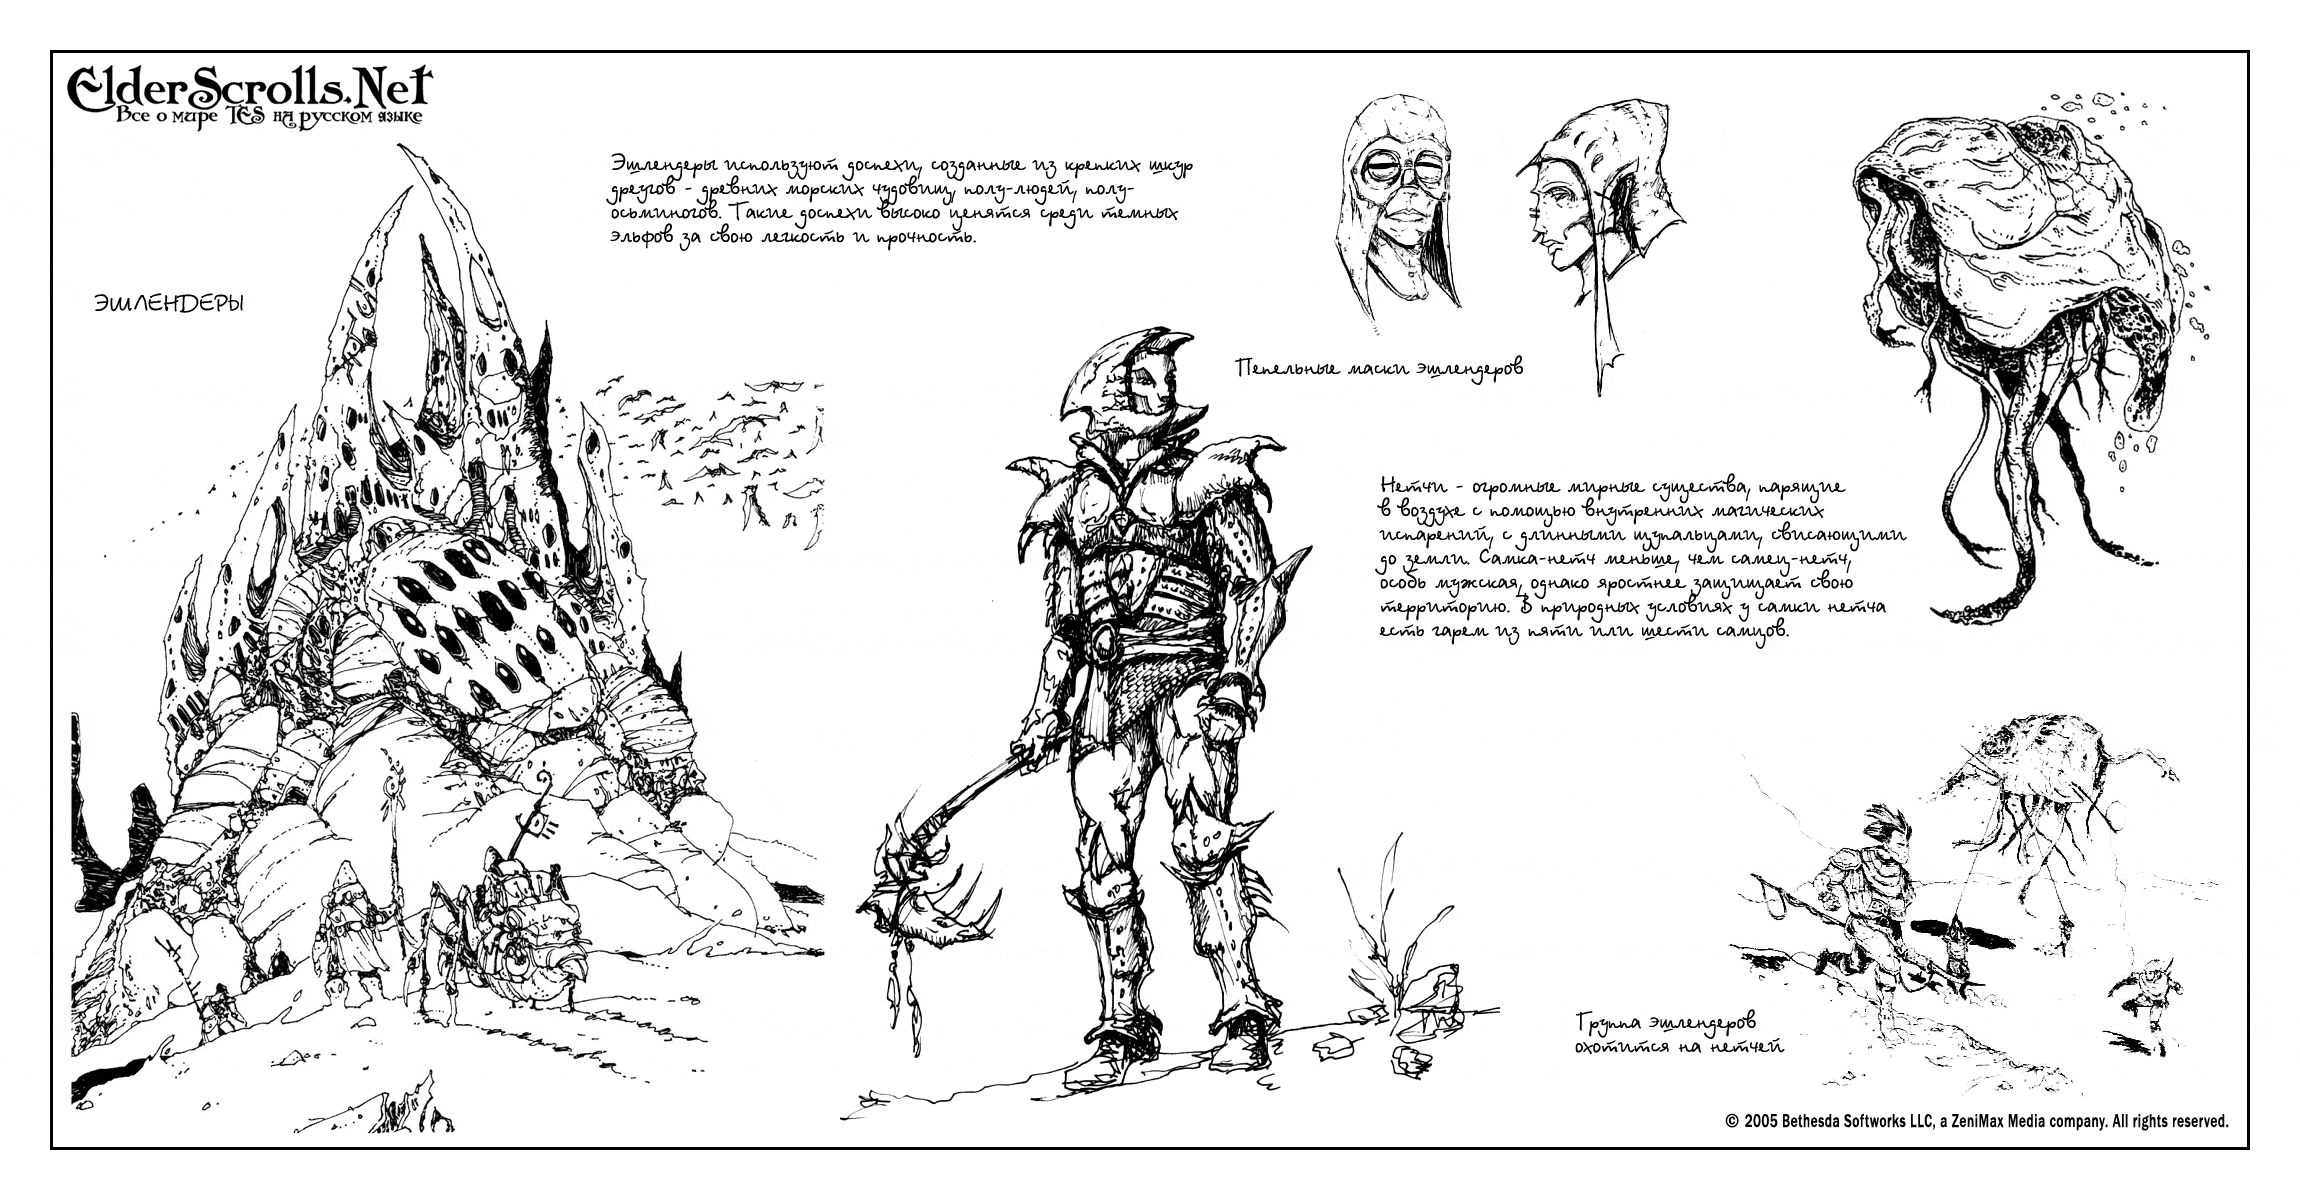 ElderScrolls.Net
Все о мире TES на русском языке
Эшлендеры используют доспехи, созданные из крепких шкур
дреугов - древних морских чудовищ, полу-людей, полу-
осьминогов. Такие доспехи высоко ценятся среди темных
эльфов за свою легкость и прочность.
ЭШЛЕНДЕРЫ
Пепельные маски эшлендеров
Нетчи - огромные мирные существа, парящие
в воздухе с помощью внутренних магических
испарений, с длинными щупальцами, свисающими
до земли. Самка-нетч меньше, чем самец-нетч,
особь мужская, однако яростнее защищает свою
территорию. В природных условиях у самки нетча
есть гарем из пяти или шести самцов.
Группа эшлендеров
охотится на нетчей
© 2005 Bethesda Softworks LLC, a ZeniMax Media company. All rights reserved.